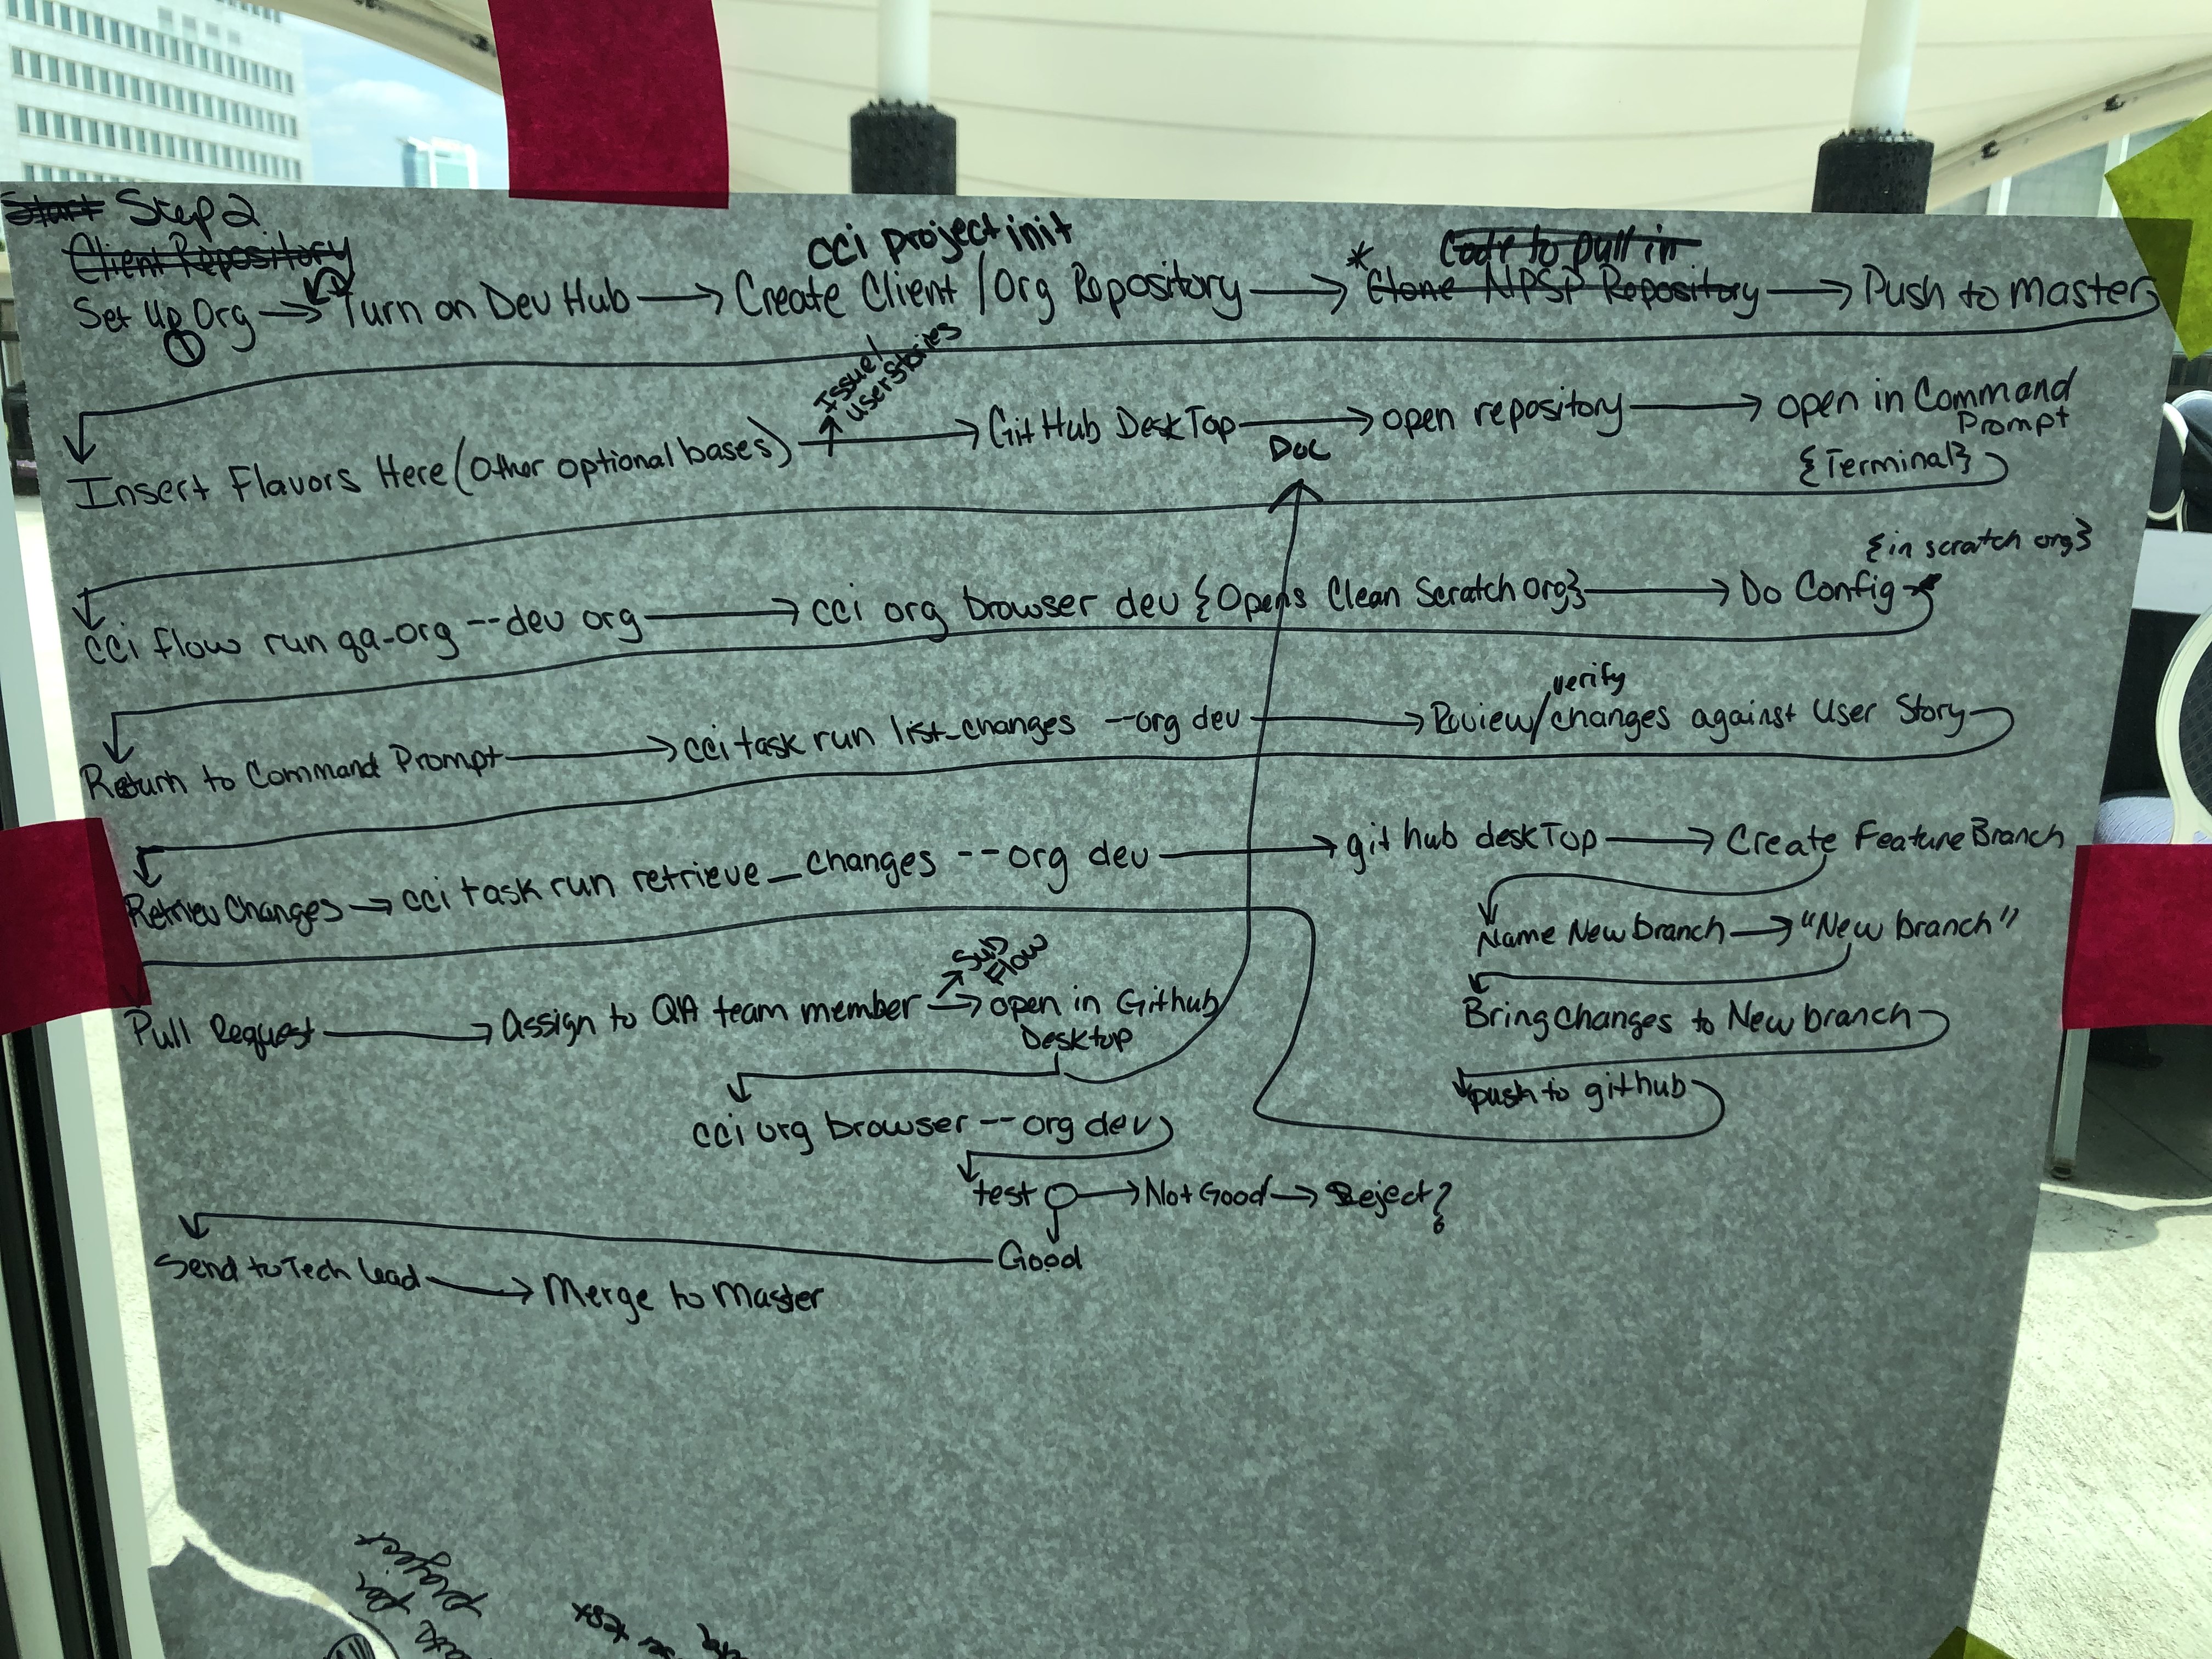 Start Step 2
Client Repository
cci project init
Code to pull in
Set Up Org → Turn on Dev Hub → Create Client / Org Repository → * Clone NPSP Repository → Push to master
①
Issue/
User Stories
Insert Flavors Here (other optional bases) → GitHub DeskTop → open repository → open in Command
Prompt
Doc
{Terminal}
{in scratch org}
cci flow run qa-org --dev org → cci org browser dev {Opens Clean Scratch Org} → Do Config
verify
Return to Command Prompt → cci task run list_changes --org dev → Review/changes against User Story
Retriev Changes → cci task run retrieve_changes --org dev → git hub deskTop → Create Feature Branch
Name New branch → "New branch"
Bring changes to New branch
push to github
Sub
Flow
Pull Request → Assign to QA team member → open in Github
Desktop
cci org browser --org dev
test → Not Good → Reject?
Good
Send to Tech Lead → Merge to Master
project
per
test